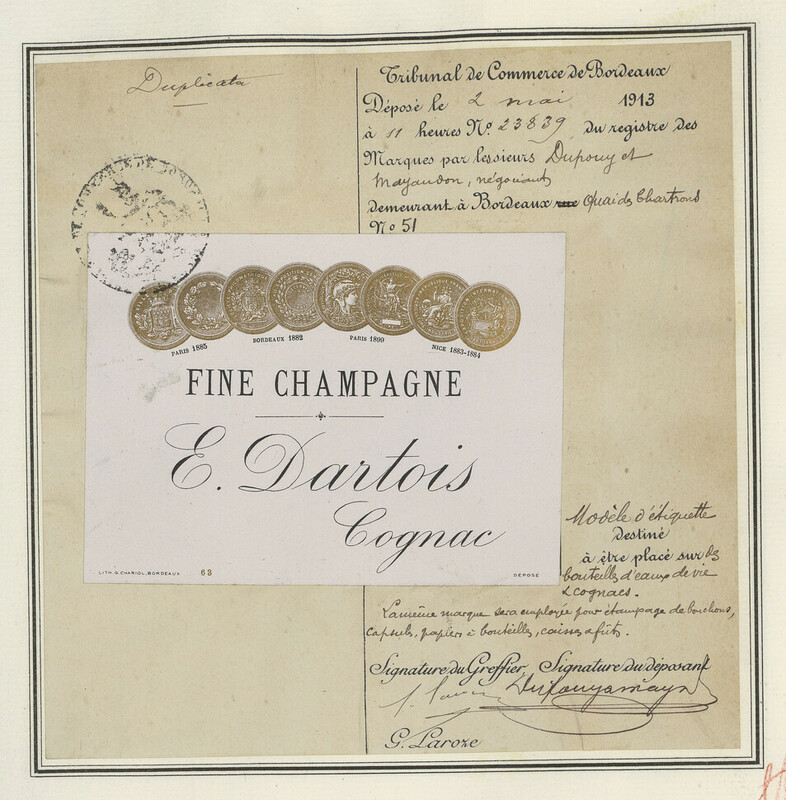 Duplicata
Tribunal de Commerce de Bordeaux
Déposé le 2 mai 1913
à 11 heures No. 23839 du registre des
Marques par les sieurs Dupouy et
Mayaudon, négociants
demeurant à Bordeaux rue Quai des Chartrons
No 51
PARIS 1885
BORDEAUX 1882
PARIS 1899
NICE 1883-1884
FINE CHAMPAGNE
E. Dartois
Cognac
LITH. G. CHARIOL, BORDEAUX
63
DÉPOSÉ
Modèle d'étiquette
destiné
à être placé sur des
bouteilles d'eaux de vie
& cognacs.
La même marque sera employée pour étampage de bouchons,
capsules, papiers à bouteilles, caisses & fûts.
Signature du Greffier Signature du déposant
G. Laroze